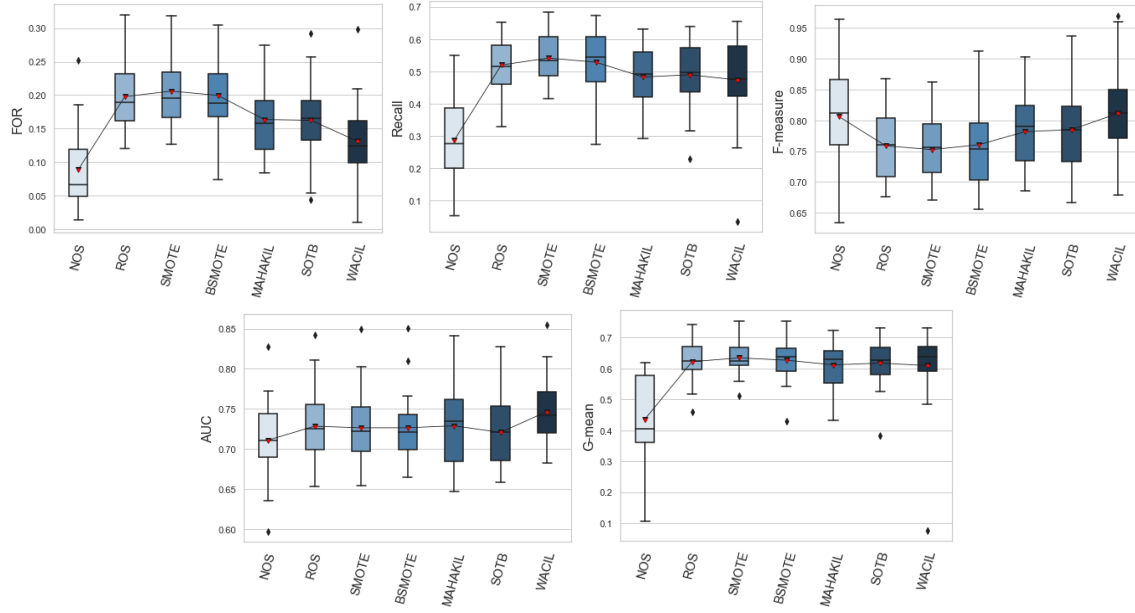 FOR
0.30
0.25
0.20
0.15
0.10
0.05
0.00
NOS
ROS
SMOTE
BSMOTE
MAHAKIL
SOTB
WACIL
Recall
0.7
0.6
0.5
0.4
0.3
0.2
0.1
NOS
ROS
SMOTE
BSMOTE
MAHAKIL
SOTB
WACIL
F-measure
0.95
0.90
0.85
0.80
0.75
0.70
0.65
NOS
ROS
SMOTE
BSMOTE
MAHAKIL
SOTB
WACIL
AUC
0.85
0.80
0.75
0.70
0.65
0.60
NOS
ROS
SMOTE
BSMOTE
MAHAKIL
SOTB
WACIL
G-mean
0.7
0.6
0.5
0.4
0.3
0.2
0.1
NOS
ROS
SMOTE
BSMOTE
MAHAKIL
SOTB
WACIL